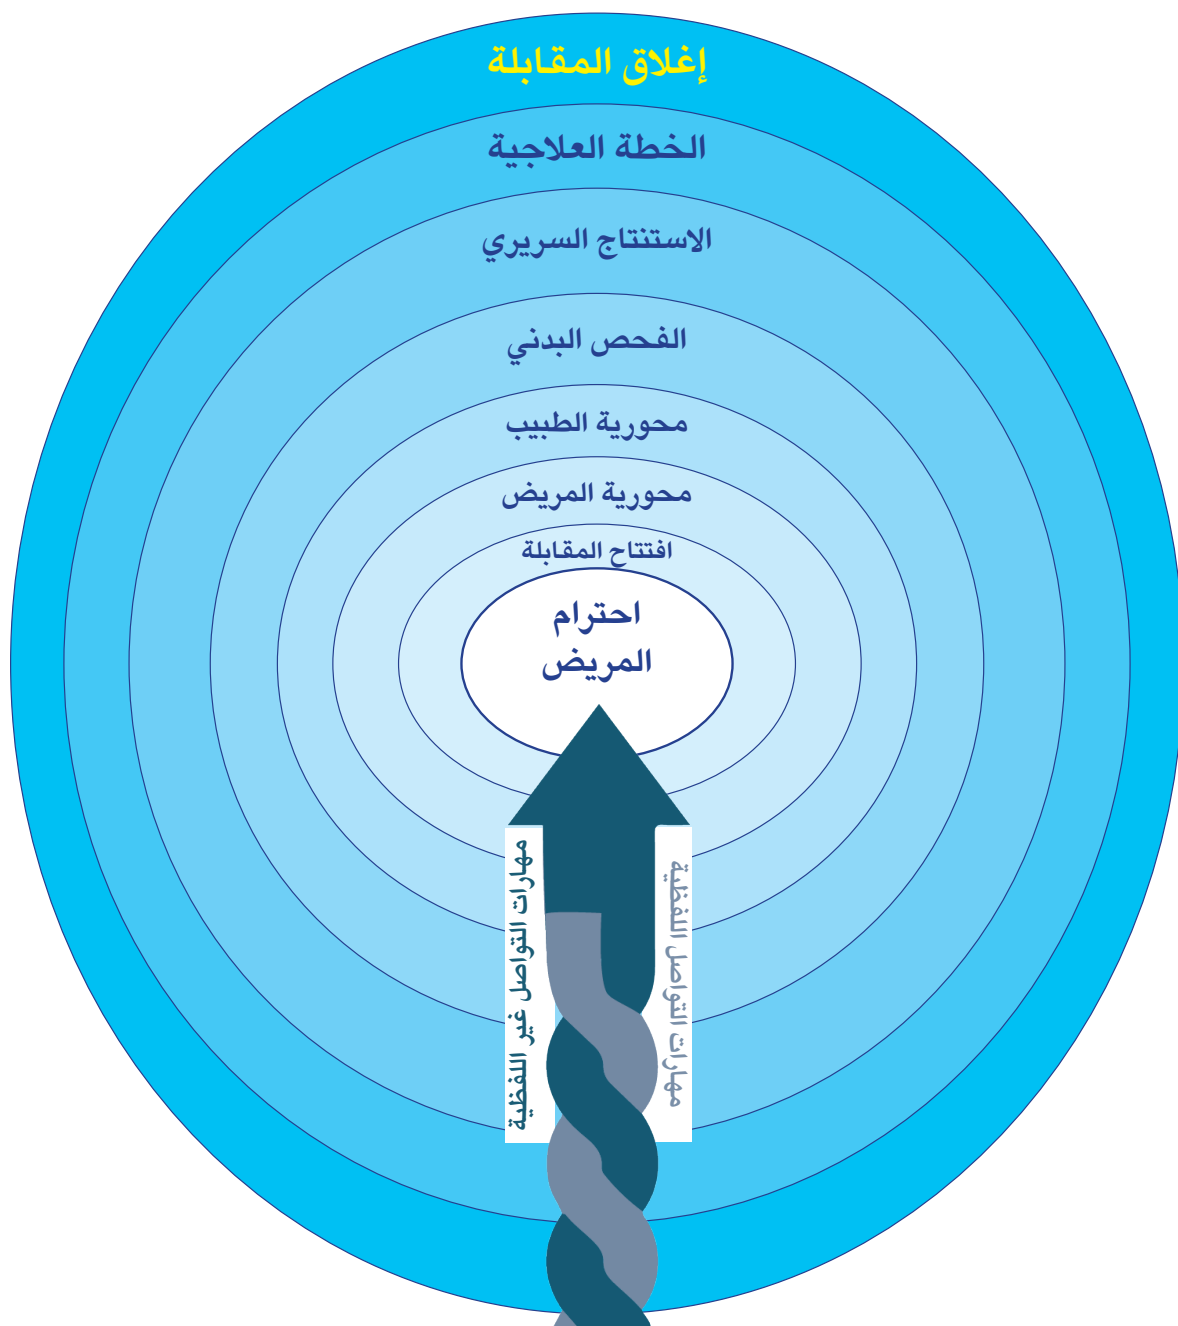 إغلاق المقابلة
الخطة العلاجية
الاستنتاج السريري
الفحص البدني
محورية الطبيب
محورية المريض
افتتاح المقابلة
احترام
المريض
مهارات التواصل اللفظية
مهارات التواصل غير اللفظية